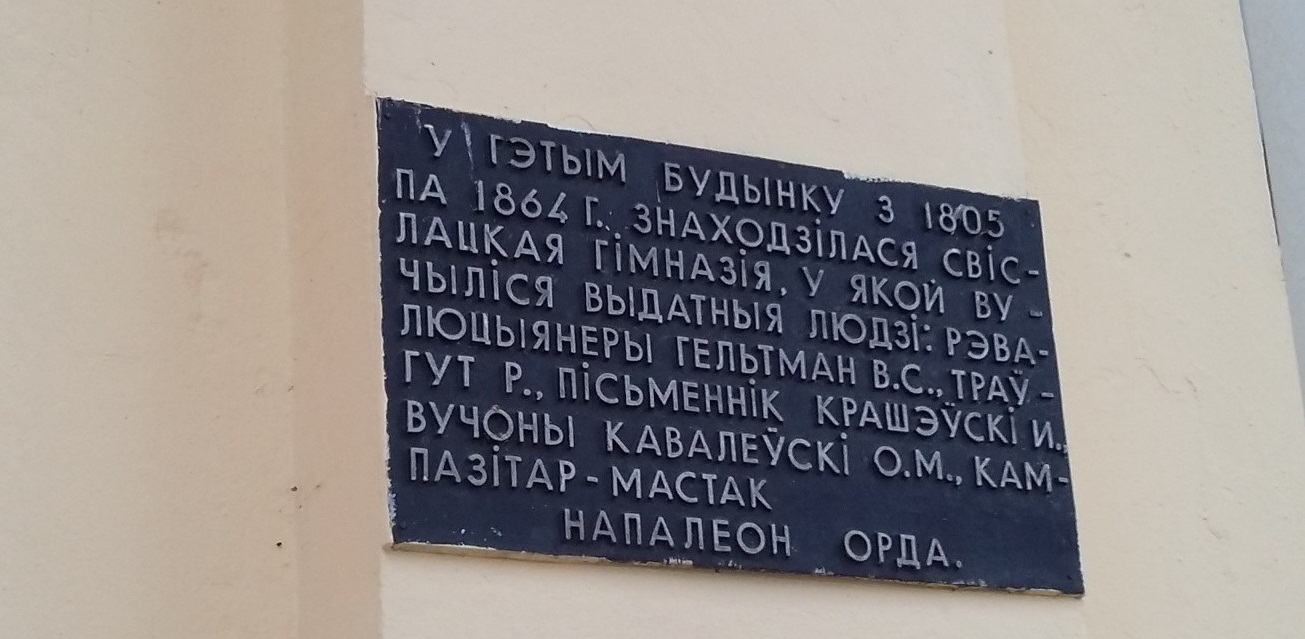 У ГЭТЫМ БУДЫНКУ З 1805
ПА 1864 Г. ЗНАХОДЗІЛАСЯ СВІС-
ЛАЦКАЯ ГІМНАЗІЯ, У ЯКОЙ ВУ-
ЧЫЛІСЯ ВЫДАТНЫЯ ЛЮДЗІ: РЭВА-
ЛЮЦЫЯНЕРЫ ГЕЛЬТМАН В.С., ТРАЎ-
ГУТ Р., ПІСЬМЕННІК КРАШЭЎСКІ И.,
ВУЧОНЫ КАВАЛЕЎСКІ О.М., КАМ-
ПАЗІТАР-МАСТАК
НАПАЛЕОН ОРДА.